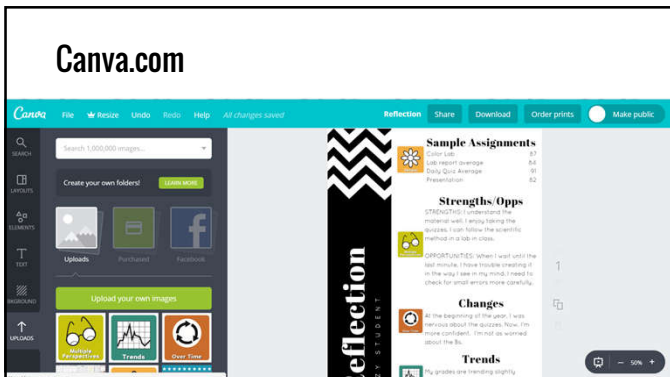 Canva.com
Canva File Resize Undo Redo Help All changes saved Reflection Share Download Order prints Make public
SEARCH
LAYOUTS
ELEMENTS
TEXT
BKGROUND
UPLOADS
Search 1,000,000 images...
Create your own folders! LEARN MORE
Uploads Purchased Facebook
Upload your own images
Multiple Perspectives
Trends
Over Time
Reflection
ZY STUDENT
Sample Assignments
Color Lab 87
Lab report average 84
Daily Quiz Average 91
Presentation 82
Strengths/Opps
STRENGTHS: I understand the
material well. I enjoy taking the
quizzes. I can follow the scientific
method in a lab in class.
OPPORTUNITIES: When I wait until the
last minute, I have trouble creating it
in the way I see in my mind. I need to
check for small errors more carefully.
Changes
At the beginning of the year, I was
nervous about the quizzes. Now, I'm
more confident. I'm not as worried
about the 9s.
Trends
My grades are trending slightly
1
50%